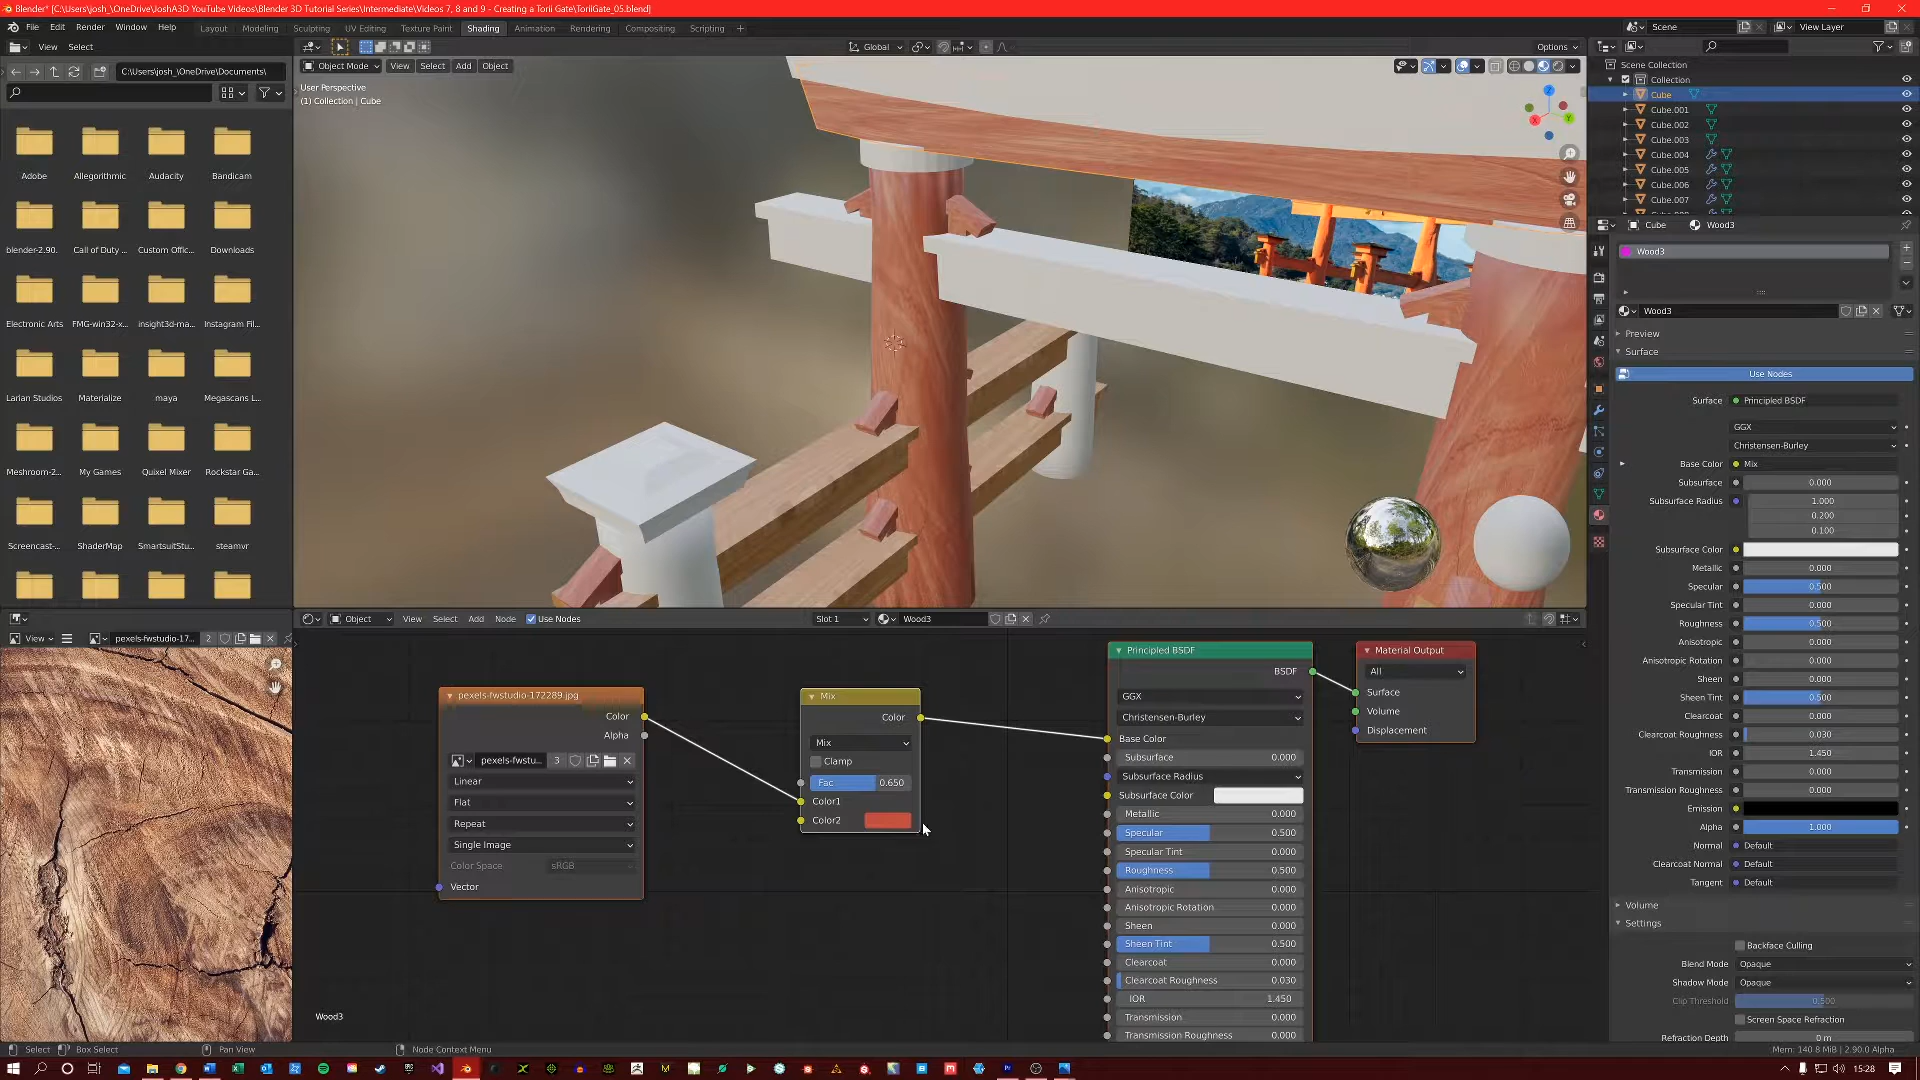 Blender* [C:\Users\josh_\OneDrive\JoshA3D YouTube Videos\Blender 3D Tutorial Series\Intermediate\Videos 7, 8 and 9 - Creating a Torii Gate\ToriiGate_05.blend]
File Edit Render Window Help Layout Modeling Sculpting UV Editing Texture Paint Shading Animation Rendering Compositing Scripting + Scene View Layer
View Select Global Options
C:\Users\josh_\OneDrive\Documents\ Object Mode View Select Add Object
User Perspective
(1) Collection | Cube
Scene Collection
Collection
Cube
Cube.001
Cube.002
Cube.003
Cube.004
Cube.005
Cube.006
Cube.007
Adobe Allegorithmic Audacity Bandicam
blender-2.90. Call of Duty ... Custom Offic... Downloads
Electronic Arts FMG-win32-x... insight3d-ma... Instagram Fil...
Larian Studios Materialize maya Megascans L...
Meshroom-2... My Games Quixel Mixer Rockstar Ga...
Screencast-... ShaderMap SmartsuitStu... steamvr
Cube Wood3
Wood3
Wood3
Preview
Surface
Use Nodes
Surface Principled BSDF
GGX
Christensen-Burley
Base Color Mix
Subsurface 0.000
Subsurface Radius 1.000
0.200
0.100
Subsurface Color
Metallic 0.000
Specular 0.500
Specular Tint 0.000
Roughness 0.500
Anisotropic 0.000
Anisotropic Rotation 0.000
Sheen 0.000
Sheen Tint 0.500
Clearcoat 0.000
Clearcoat Roughness 0.030
IOR 1.450
Transmission 0.000
Transmission Roughness 0.000
Emission
Alpha 1.000
Normal Default
Clearcoat Normal Default
Tangent Default
Volume
Settings
Backface Culling
Blend Mode Opaque
Shadow Mode Opaque
Clip Threshold 0.500
Screen Space Refraction
Refraction Depth 0 m
View pexels-fwstudio-17... 2
Object View Select Add Node Use Nodes Slot 1 Wood3
pexels-fwstudio-172289.jpg
Color
Alpha
pexels-fwstu... 3
Linear
Flat
Repeat
Single Image
Color Space sRGB
Vector
Mix
Color
Mix
Clamp
Fac 0.650
Color1
Color2
Principled BSDF
BSDF
GGX
Christensen-Burley
Base Color
Subsurface 0.000
Subsurface Radius
Subsurface Color
Metallic 0.000
Specular 0.500
Specular Tint 0.000
Roughness 0.500
Anisotropic 0.000
Anisotropic Rotation 0.000
Sheen 0.000
Sheen Tint 0.500
Clearcoat 0.000
Clearcoat Roughness 0.030
IOR 1.450
Transmission 0.000
Transmission Roughness 0.000
Material Output
All
Surface
Volume
Displacement
Wood3
Select Box Select Pan View Node Context Menu Mem: 140.8 MiB | 2.90.0 Alpha
15:28